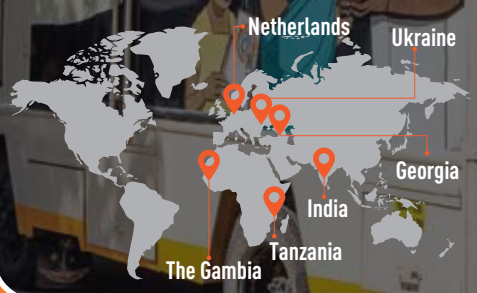 Netherlands
Ukraine
Georgia
India
Tanzania
The Gambia